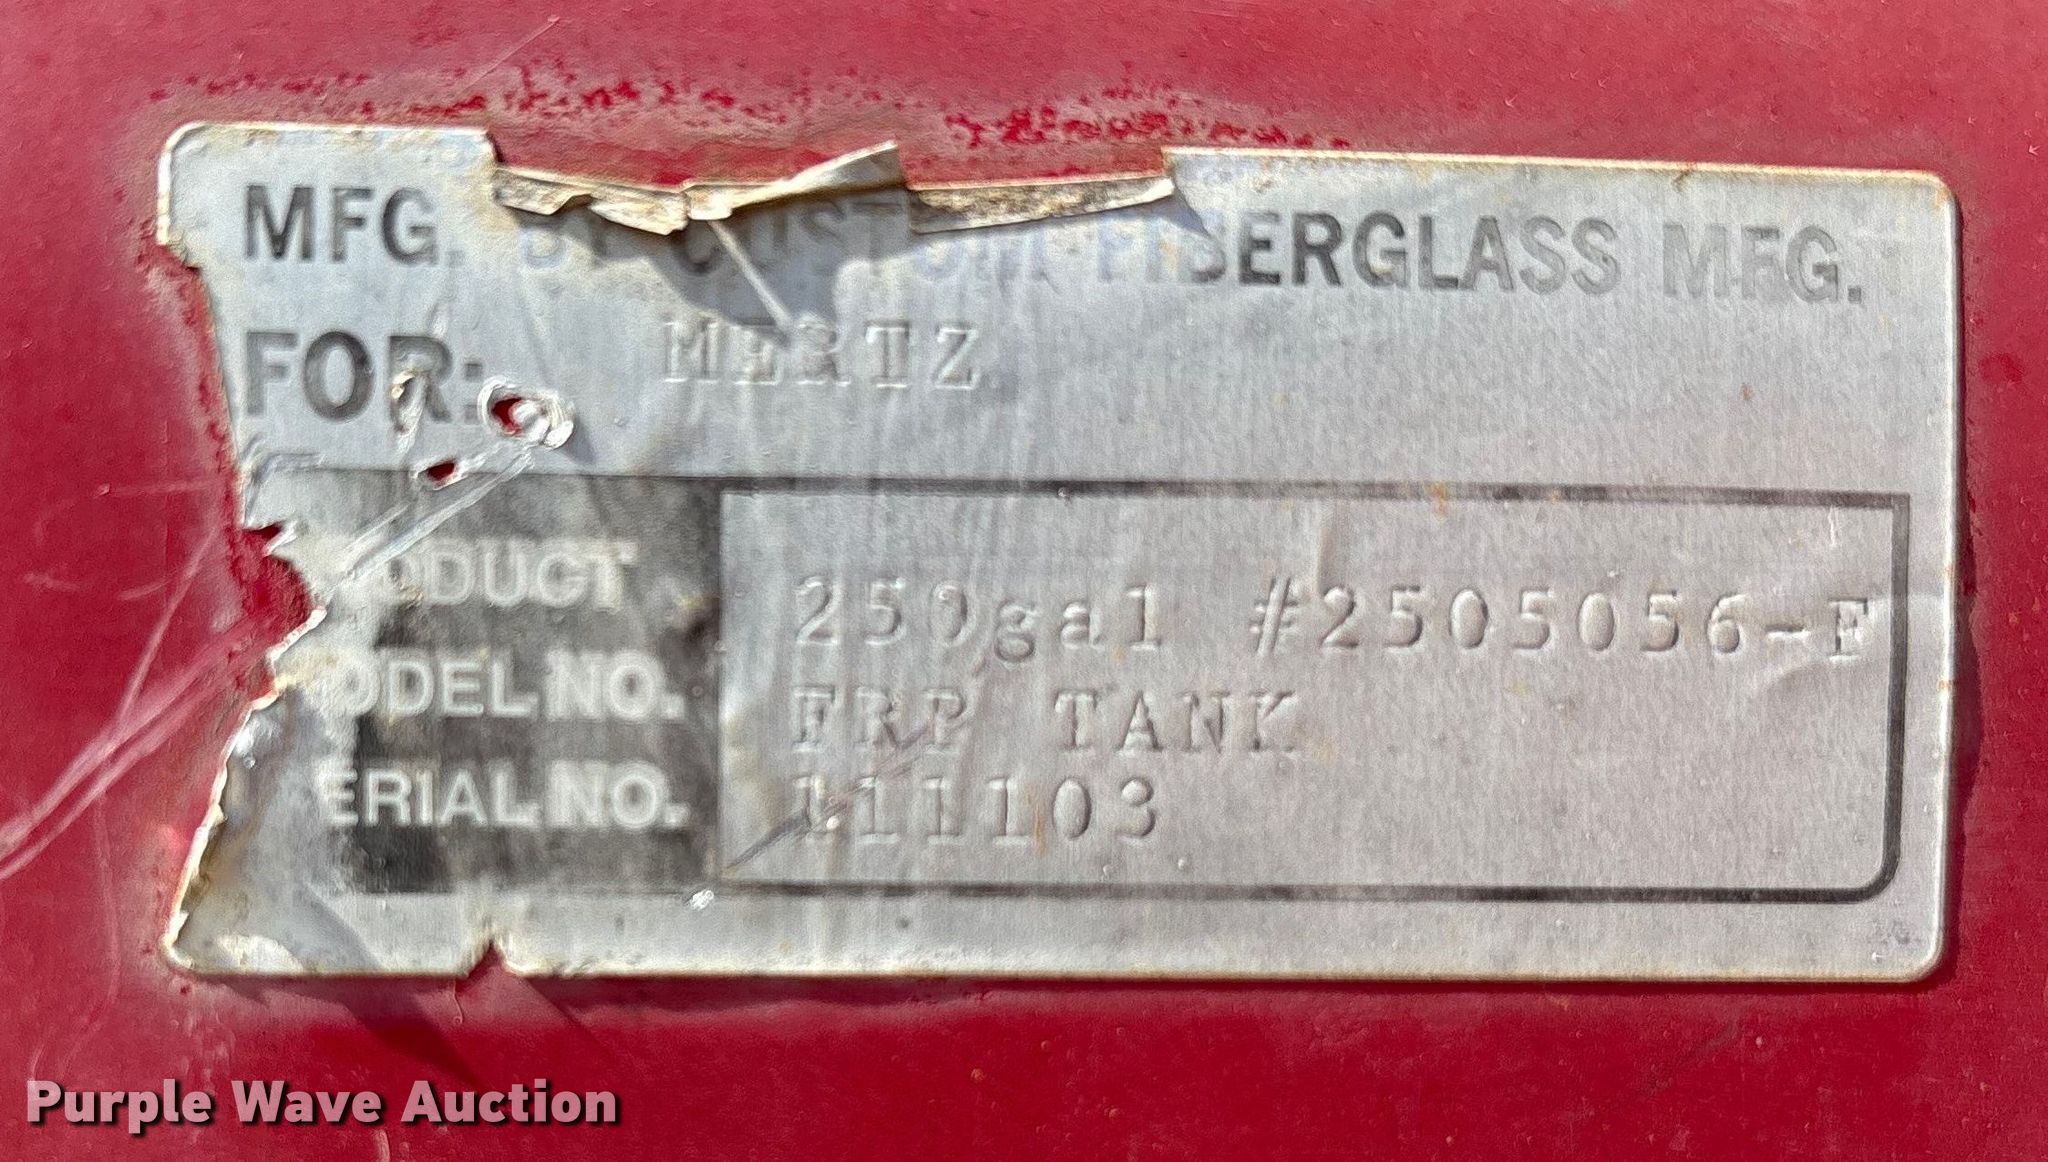 MFG. BY CUSTOM FIBERGLASS MFG.
FOR: MERTZ
PRODUCT 250gal #2505056-F
MODEL NO. FRP TANK
SERIAL NO. 111103
Purple Wave Auction